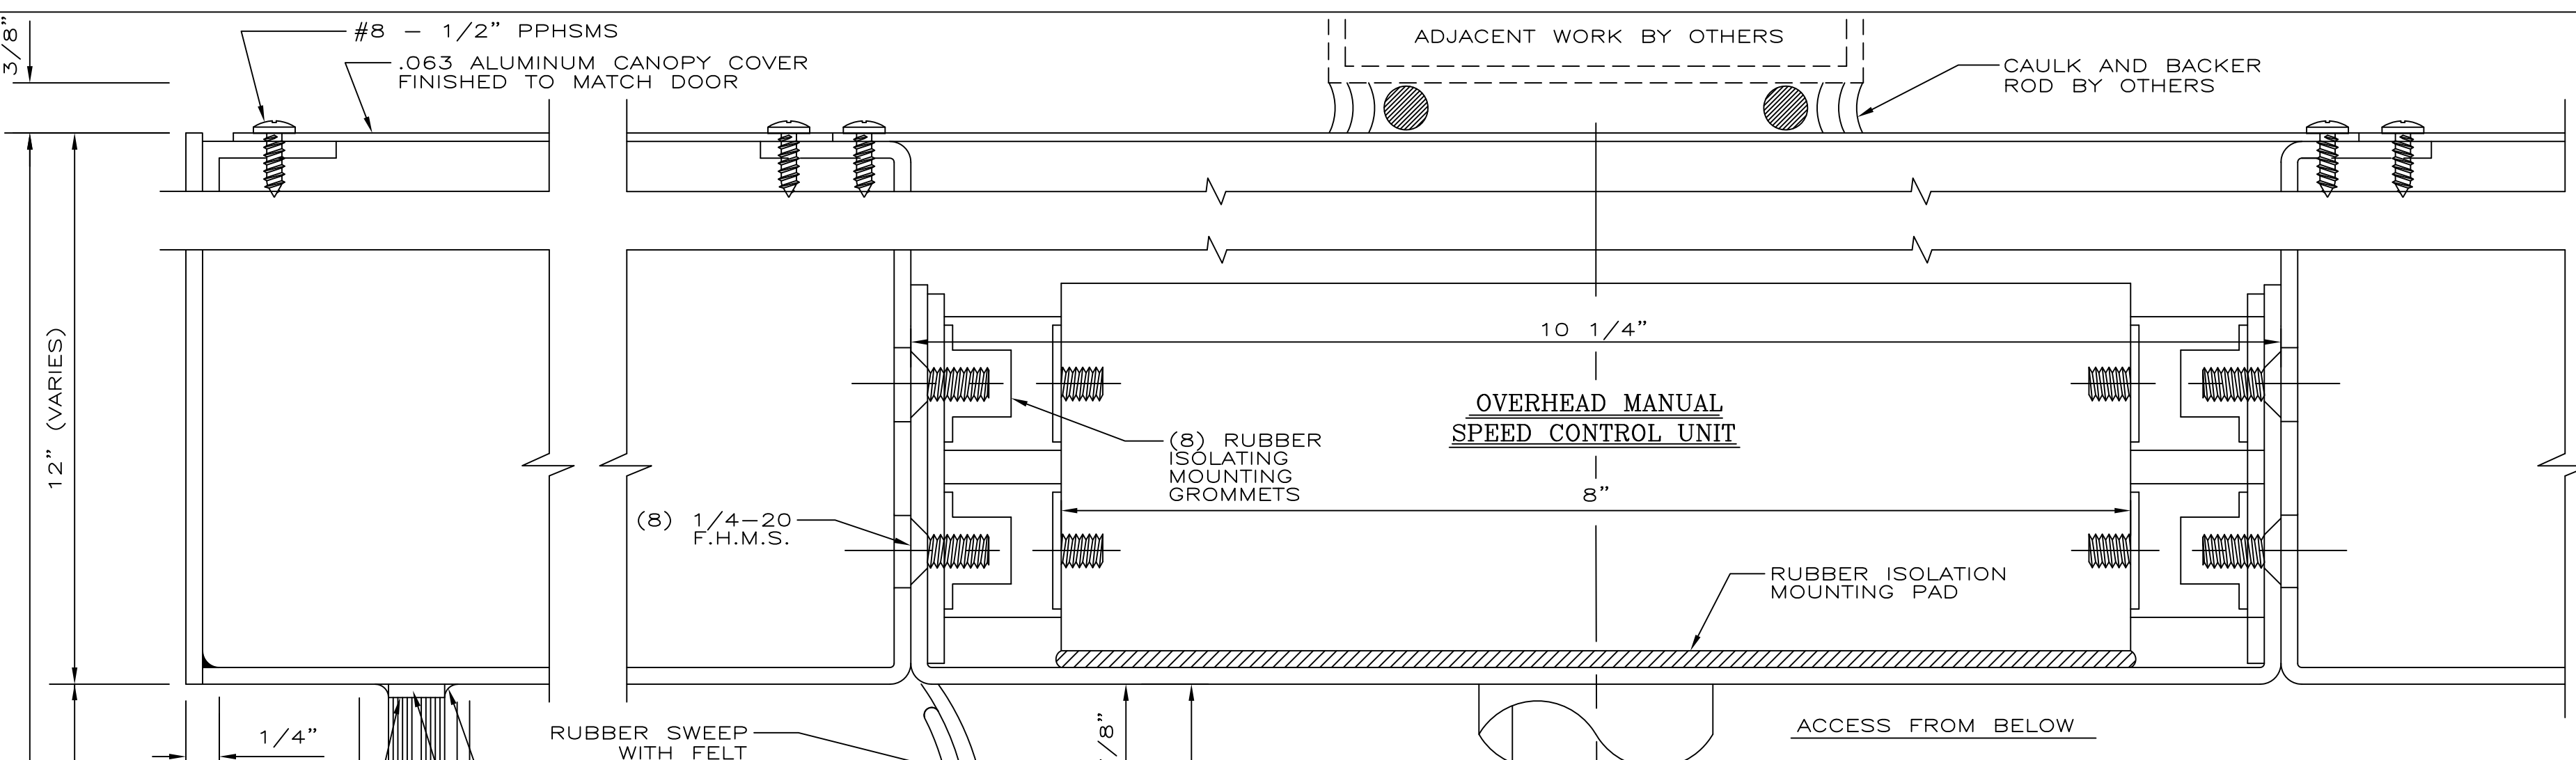 3/8"
#8 – 1/2" PPHSMS
.063 ALUMINUM CANOPY COVER
FINISHED TO MATCH DOOR
ADJACENT WORK BY OTHERS
CAULK AND BACKER
ROD BY OTHERS
12" (VARIES)
10 1/4"
OVERHEAD MANUAL
SPEED CONTROL UNIT
(8) RUBBER
ISOLATING
MOUNTING
GROMMETS
8"
(8) 1/4–20
F.H.M.S.
RUBBER ISOLATION
MOUNTING PAD
1/4"
RUBBER SWEEP
WITH FELT
/8"
ACCESS FROM BELOW